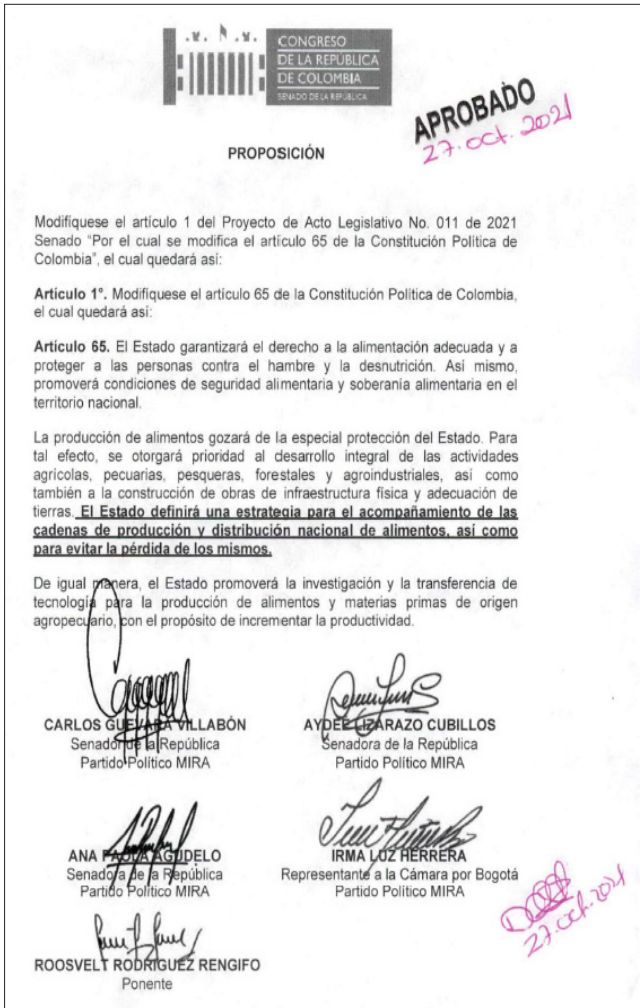 CONGRESO
DE LA REPÚBLICA
DE COLOMBIA
SENADO DE LA REPÚBLICA
APROBADO
27. oct. 2021
PROPOSICIÓN
Modifíquese el artículo 1 del Proyecto de Acto Legislativo No. 011 de 2021
Senado “Por el cual se modifica el artículo 65 de la Constitución Política de
Colombia”, el cual quedará así:
Artículo 1°. Modifíquese el artículo 65 de la Constitución Política de Colombia,
el cual quedará así:
Artículo 65. El Estado garantizará el derecho a la alimentación adecuada y a
proteger a las personas contra el hambre y la desnutrición. Así mismo,
promoverá condiciones de seguridad alimentaria y soberanía alimentaria en el
territorio nacional.
La producción de alimentos gozará de la especial protección del Estado. Para
tal efecto, se otorgará prioridad al desarrollo integral de las actividades
agrícolas, pecuarias, pesqueras, forestales y agroindustriales, así como
también a la construcción de obras de infraestructura física y adecuación de
tierras. El Estado definirá una estrategia para el acompañamiento de las
cadenas de producción y distribución nacional de alimentos, así como
para evitar la pérdida de los mismos.
De igual manera, el Estado promoverá la investigación y la transferencia de
tecnología para la producción de alimentos y materias primas de origen
agropecuario, con el propósito de incrementar la productividad.
CARLOS GUEVARA VILLABÓN AYDEÉ LIZARAZO CUBILLOS
Senador de la República Senadora de la República
Partido Político MIRA Partido Político MIRA
ANA PAOLA AGUDELO IRMA LUZ HERRERA
Senadora de la República Representante a la Cámara por Bogotá
Partido Político MIRA Partido Político MIRA
27. oct. 2021
ROOSVELT RODRÍGUEZ RENGIFO
Ponente